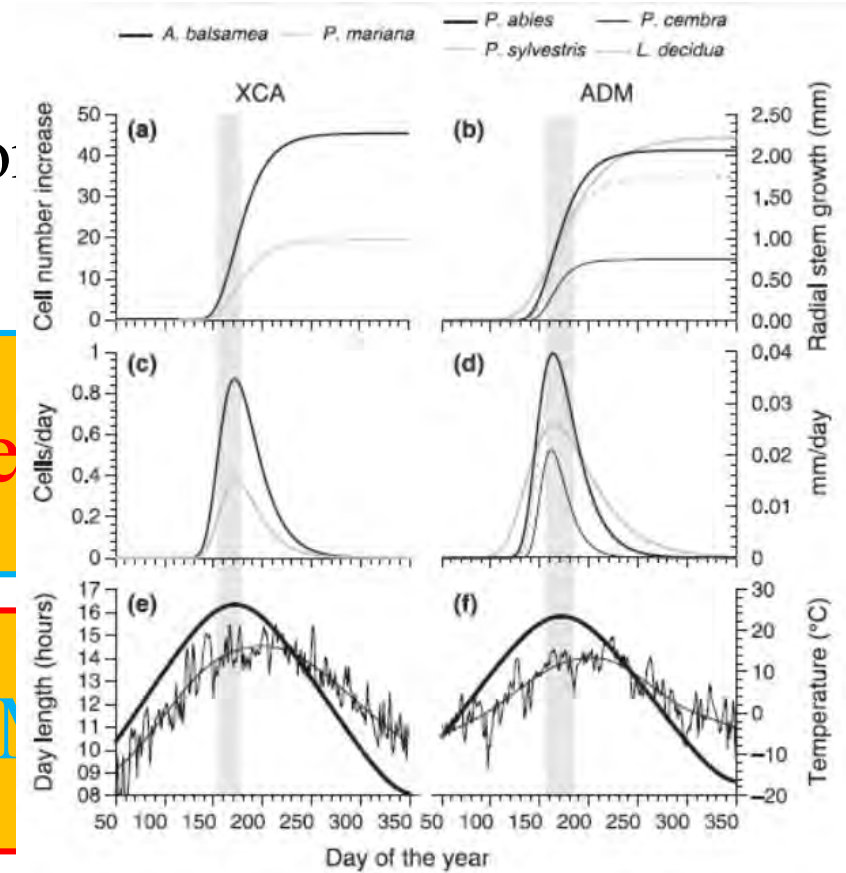 A. balsamea P. mariana
P. abies P. cembra
P. sylvestris L. decidua
XCA ADM
(a) (b)
50
40
30
20
10
0
Cell number increase
2.50
2.00
1.50
1.00
0.50
0.00
Radial stem growth (mm)
(c) (d)
1
0.8
0.6
0.4
0.2
0
Cells/day
0.04
0.03
0.02
0.01
0
mm/day
(e) (f)
17
16
15
14
13
12
11
10
09
08
Day length (hours)
30
20
10
0
–10
–20
Temperature (°C)
50 100 150 200 250 300 350 50 100 150 200 250 300 350
Day of the year